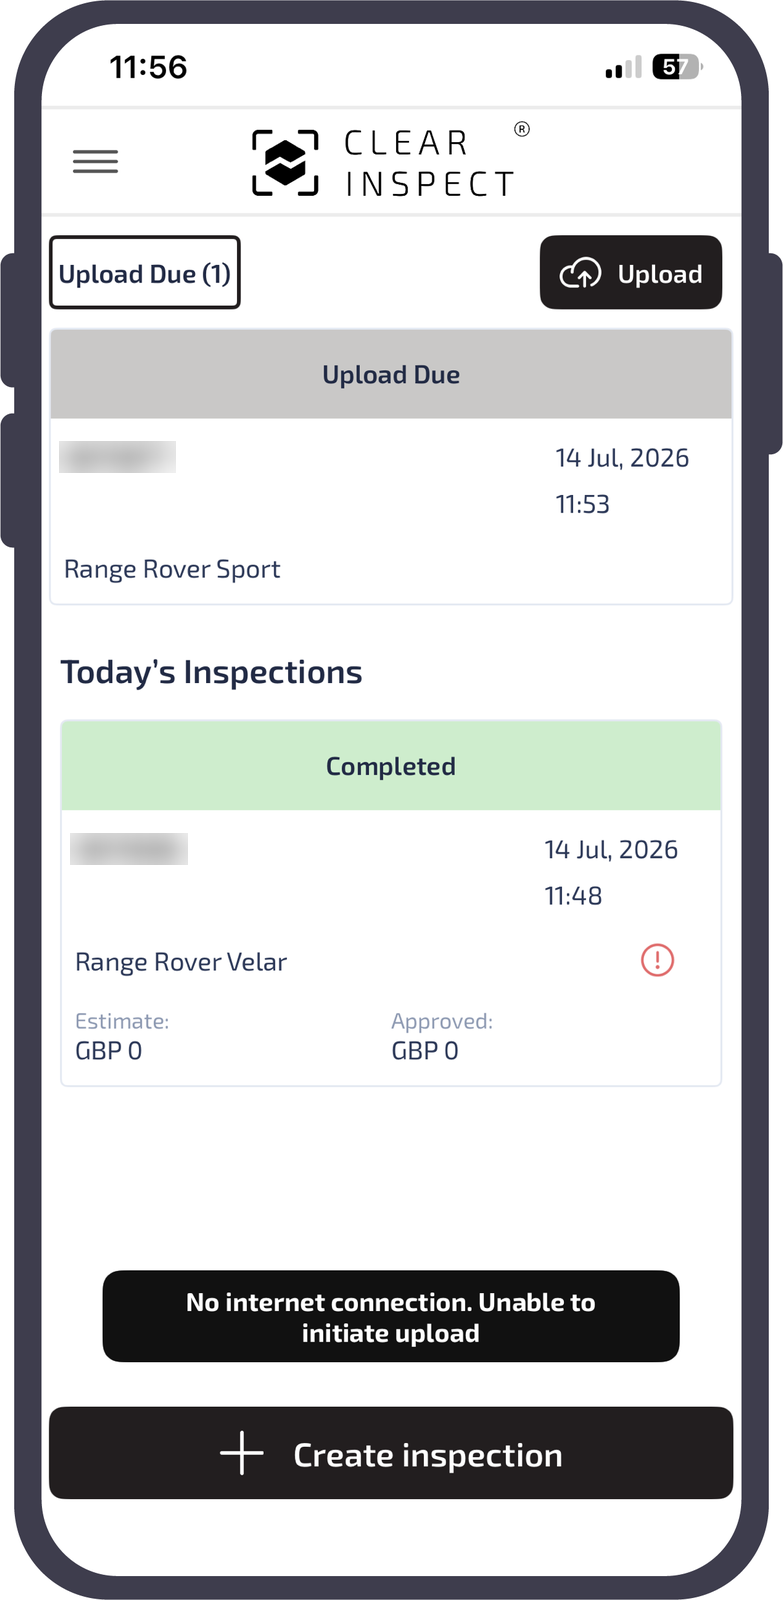 11:56
57
CLEAR ®
INSPECT
Upload Due (1)
Upload
Upload Due
14 Jul, 2026
11:53
Range Rover Sport
Today's Inspections
Completed
14 Jul, 2026
11:48
Range Rover Velar
Estimate:
Approved:
GBP 0
GBP 0
No internet connection. Unable to
initiate upload
Create inspection